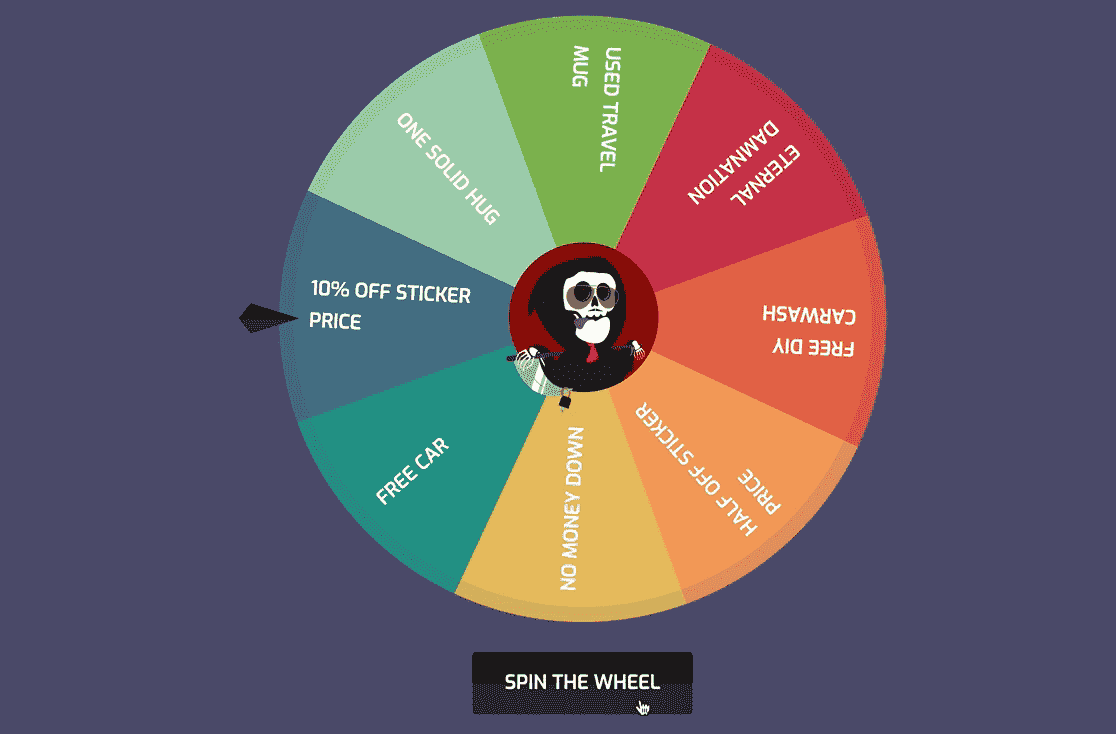 USED TRAVEL
MUG
ETERNAL
DAMNATION
FREE DIY
CARWASH
HALF OFF STICKER
PRICE
NO MONEY DOWN
FREE CAR
10% OFF STICKER
PRICE
ONE SOLID HUG
SPIN THE WHEEL